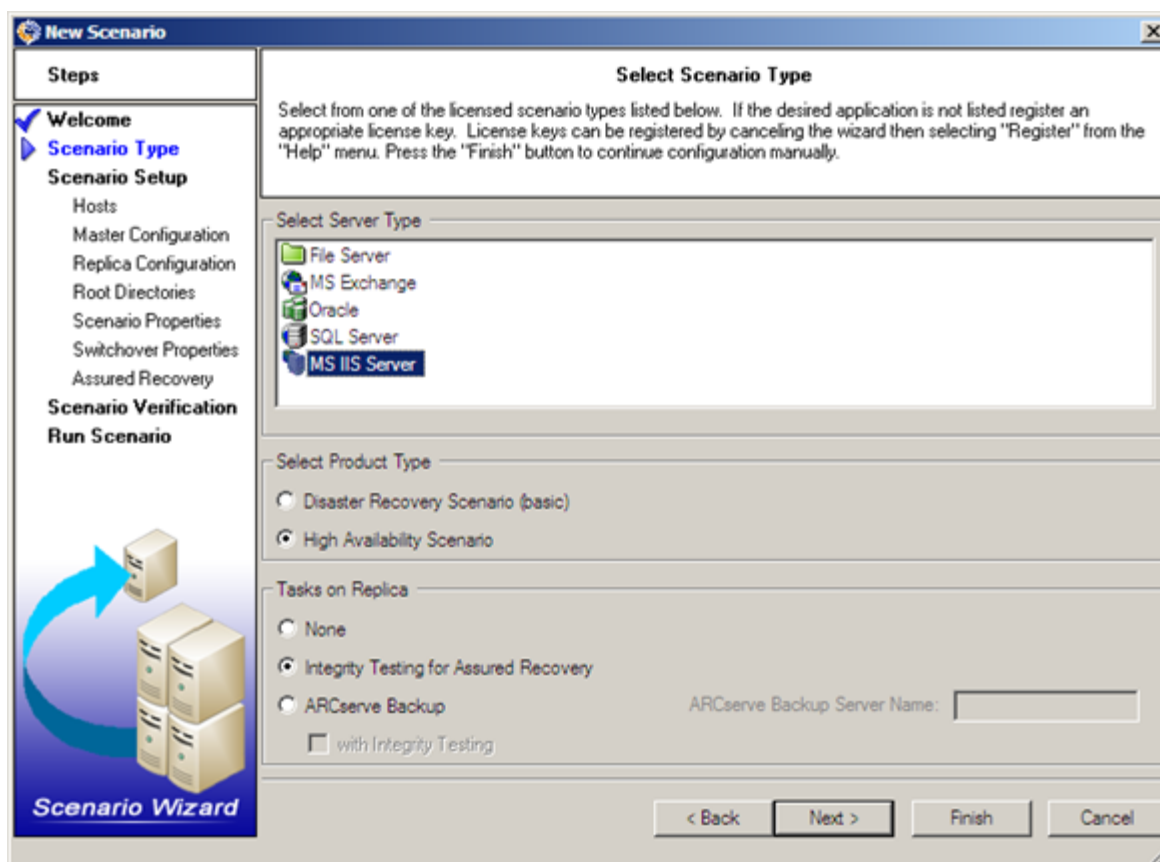 New Scenario
Steps
Welcome
Scenario Type
Scenario Setup
Hosts
Master Configuration
Replica Configuration
Root Directories
Scenario Properties
Switchover Properties
Assured Recovery
Scenario Verification
Run Scenario
Scenario Wizard
Select Scenario Type
Select from one of the licensed scenario types listed below. If the desired application is not listed register an
appropriate license key. License keys can be registered by canceling the wizard then selecting "Register" from the
"Help" menu. Press the "Finish" button to continue configuration manually.
Select Server Type
File Server
MS Exchange
Oracle
SQL Server
MS IIS Server
Select Product Type
Disaster Recovery Scenario (basic)
High Availability Scenario
Tasks on Replica
None
Integrity Testing for Assured Recovery
ARCserve Backup
ARCserve Backup Server Name:
with Integrity Testing
< Back
Next >
Finish
Cancel